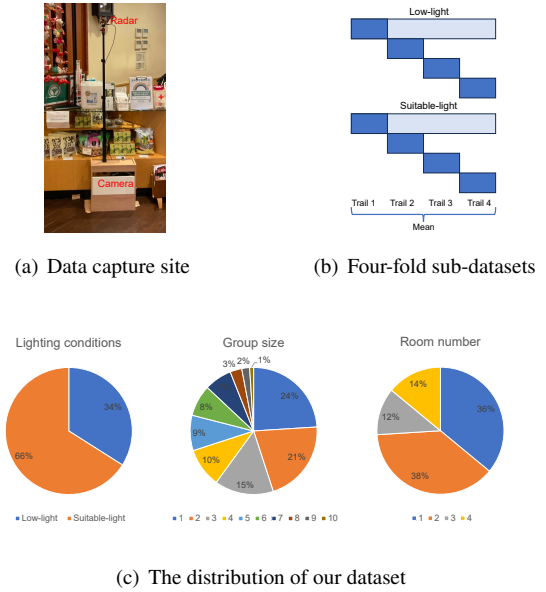 Radar
Camera
(a) Data capture site
Low-light
Suitable-light
Trail 1 Trail 2 Trail 3 Trail 4
Mean
(b) Four-fold sub-datasets
Lighting conditions
34%
66%
Low-light Suitable-light
Group size
24%
21%
15%
10%
9%
8%
3%
2%
1%
1 2 3 4 5 6 7 8 9 10
Room number
36%
38%
12%
14%
1 2 3 4
(c) The distribution of our dataset